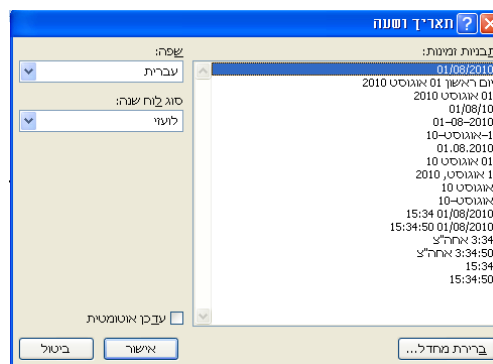 תאריך ושעה
תבניות זמינות:
01/08/2010
יום ראשון 01 אוגוסט 2010
01 אוגוסט 2010
01/08/10
01-08-2010
1-אוגוסט-10
01.08.2010
01 אוגוסט 10
1 אוגוסט, 2010
אוגוסט 10
אוגוסט-10
15:34 01/08/2010
15:34:50 01/08/2010
3:34 אחה"צ
3:34:50 אחה"צ
15:34
15:34:50
שפה:
עברית
סוג לוח שנה:
לועזי
עדכן אוטומטית
ברירת מחדל...
אישור
ביטול